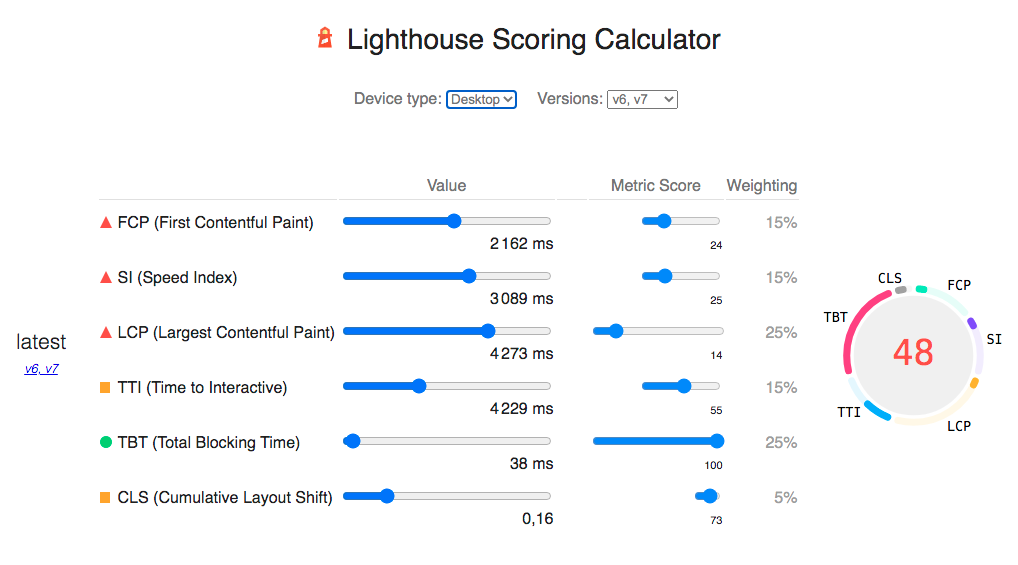 Lighthouse Scoring Calculator
Device type: Desktop Versions: v6, v7
Value Metric Score Weighting
FCP (First Contentful Paint) 15%
2 162 ms 24
SI (Speed Index) 15%
3 089 ms 25
LCP (Largest Contentful Paint) 25%
4 273 ms 14
TTI (Time to Interactive) 15%
4 229 ms 55
TBT (Total Blocking Time) 25%
38 ms 100
CLS (Cumulative Layout Shift) 5%
0,16 73
latest
v6, v7
CLS FCP
TBT SI
48
TTI LCP